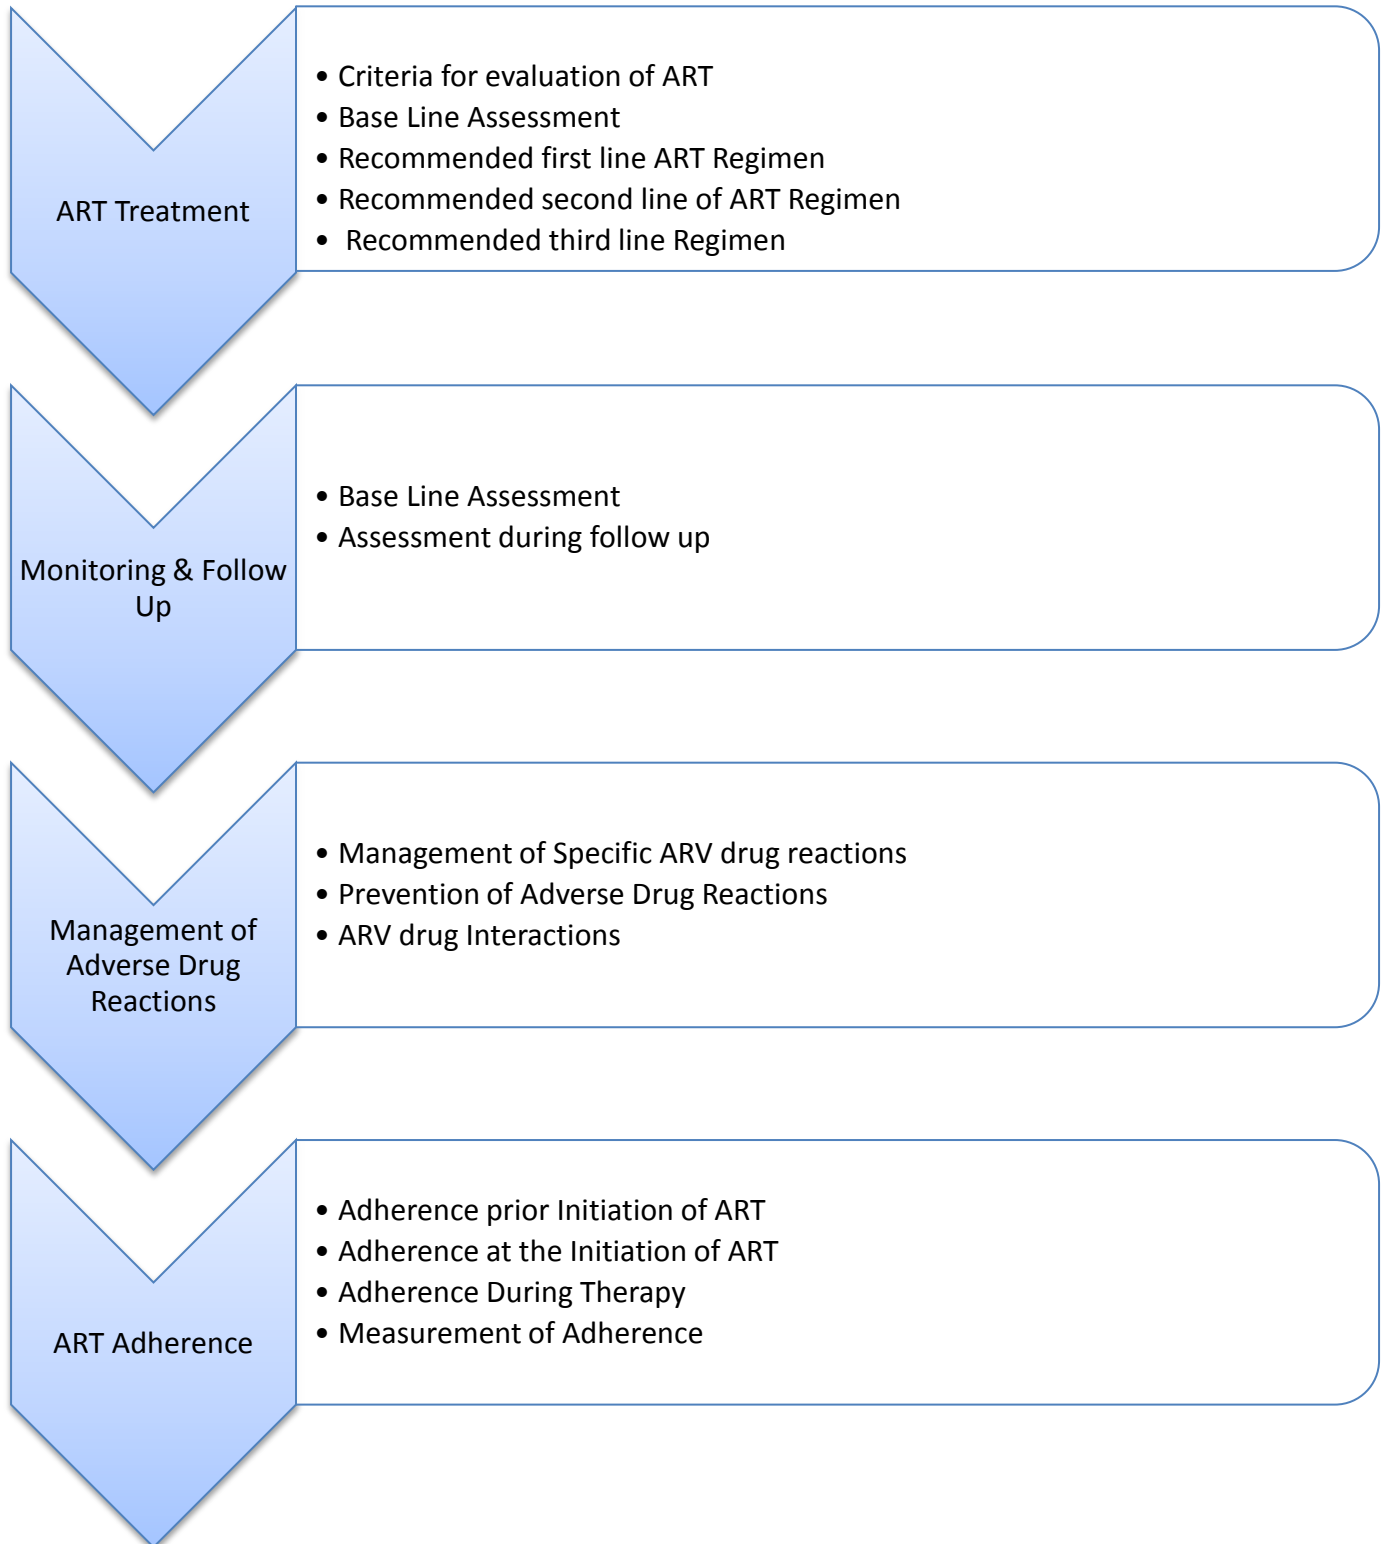 ART Treatment
• Criteria for evaluation of ART
• Base Line Assessment
• Recommended first line ART Regimen
• Recommended second line of ART Regimen
• Recommended third line Regimen
Monitoring & Follow
Up
• Base Line Assessment
• Assessment during follow up
Management of
Adverse Drug
Reactions
• Management of Specific ARV drug reactions
• Prevention of Adverse Drug Reactions
• ARV drug Interactions
ART Adherence
• Adherence prior Initiation of ART
• Adherence at the Initiation of ART
• Adherence During Therapy
• Measurement of Adherence